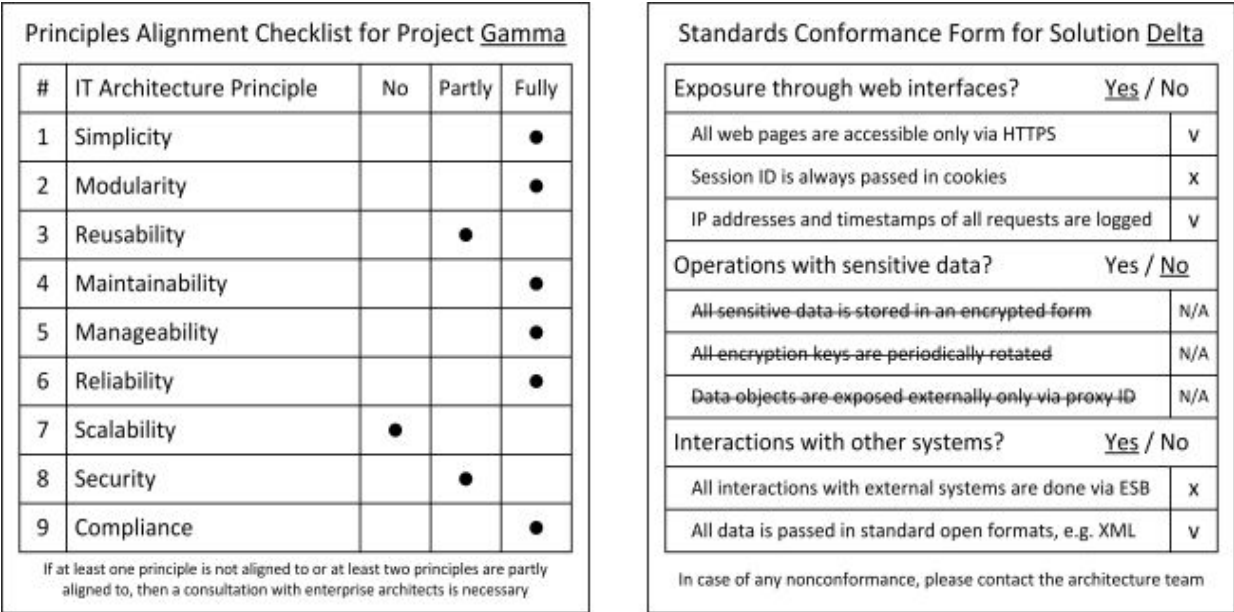 Principles Alignment Checklist for Project Gamma
# IT Architecture Principle No Partly Fully
1 Simplicity ●
2 Modularity ●
3 Reusability ●
4 Maintainability ●
5 Manageability ●
6 Reliability ●
7 Scalability ●
8 Security ●
9 Compliance ●
If at least one principle is not aligned to or at least two principles are partly
aligned to, then a consultation with enterprise architects is necessary
Standards Conformance Form for Solution Delta
Exposure through web interfaces? Yes / No
All web pages are accessible only via HTTPS v
Session ID is always passed in cookies x
IP addresses and timestamps of all requests are logged v
Operations with sensitive data? Yes / No
All sensitive data is stored in an encrypted form N/A
All encryption keys are periodically rotated N/A
Data objects are exposed externally only via proxy ID N/A
Interactions with other systems? Yes / No
All interactions with external systems are done via ESB x
All data is passed in standard open formats, e.g. XML v
In case of any nonconformance, please contact the architecture team